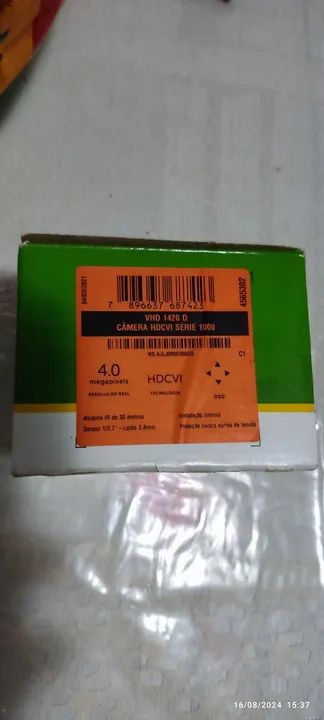 04/03/2021
7 896637 687423
4565302
VHD 1420 D
CÂMERA HDCVI SÉRIE 1000
C1
4.0
megapixels
RESOLUÇÃO REAL
HDCVI
TECNOLOGIA
OSD
Alcance IR de 20 metros
Sensor 1/2.7" – Lente 2,8mm
Instalação interna
Proteção contra surtos de tensão
16/08/2024 15:37